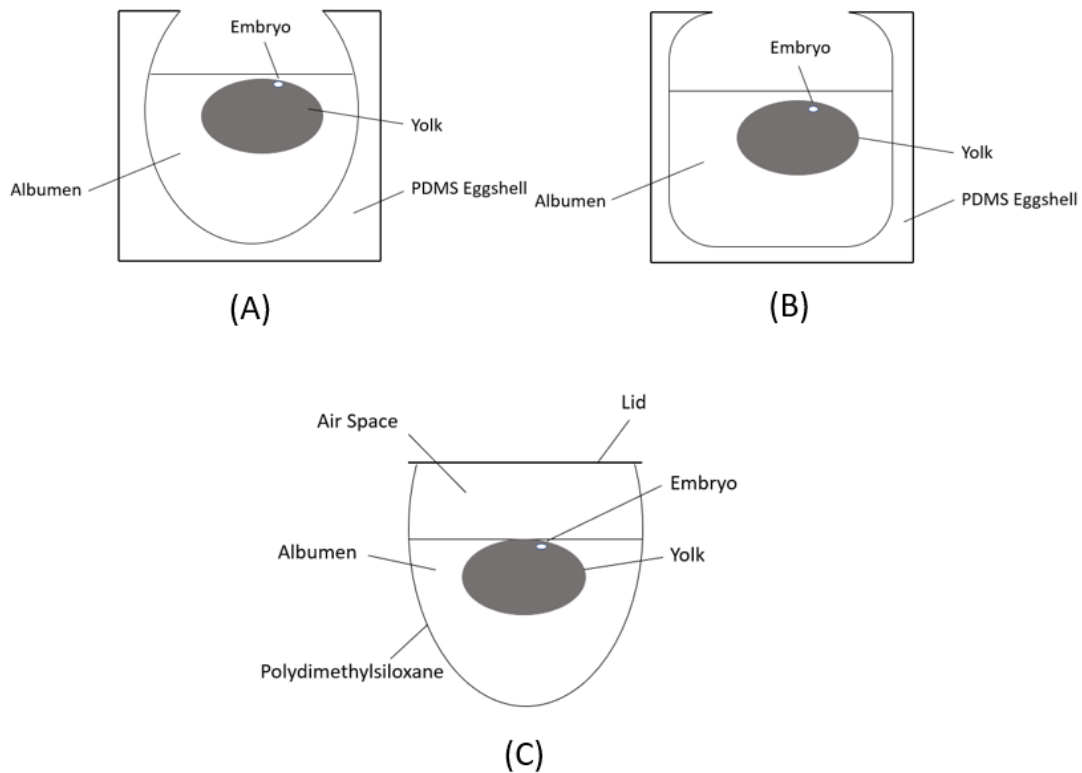 Embryo
Yolk
Albumen
PDMS Eggshell
(A)
Embryo
Yolk
Albumen
PDMS Eggshell
(B)
Lid
Air Space
Embryo
Albumen
Yolk
Polydimethylsiloxane
(C)